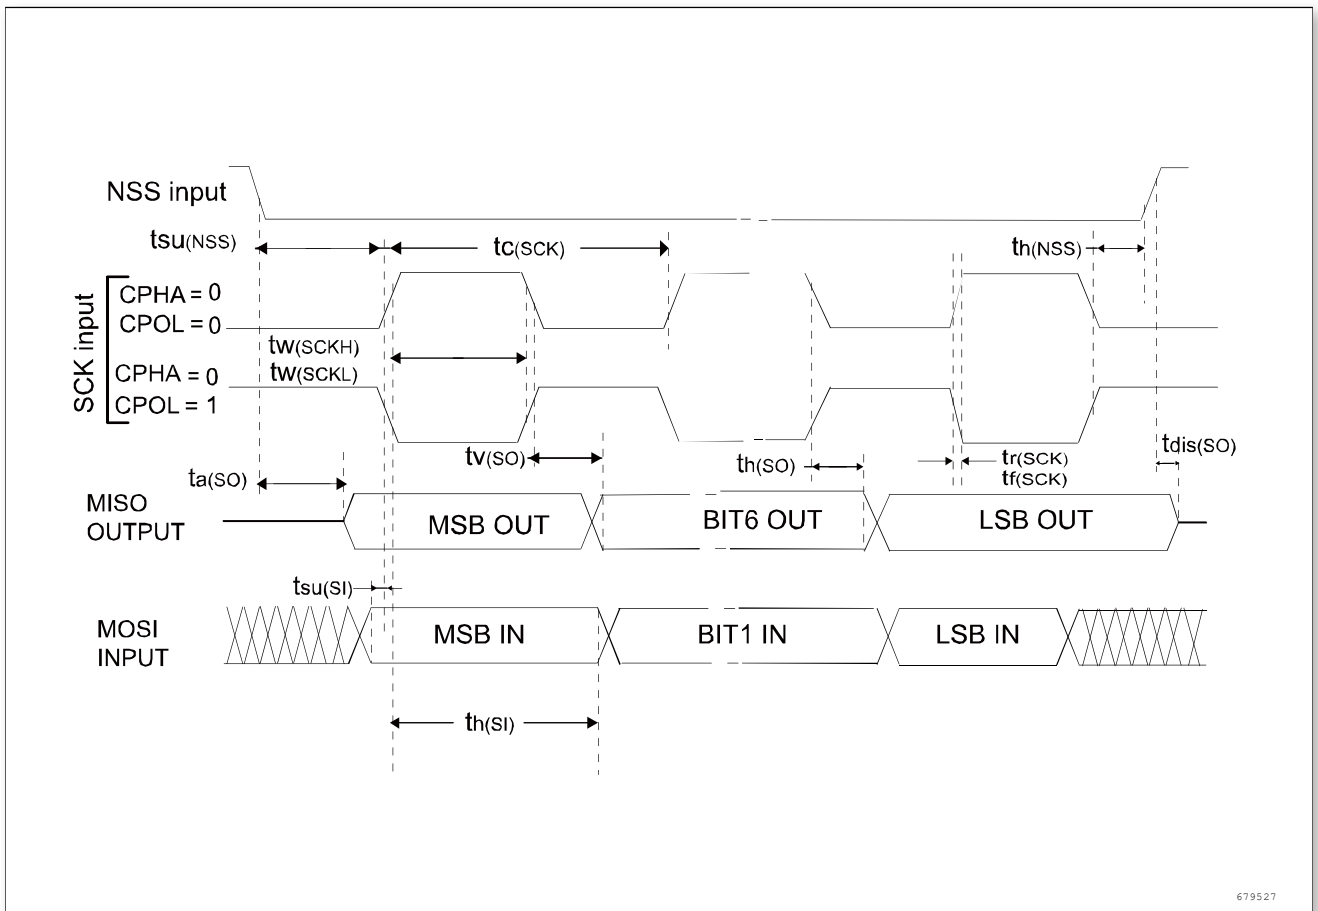 NSS input
tsu(NSS)
tc(SCK)
th(NSS)
SCK input
CPHA = 0
CPOL = 0
tw(SCKH)
tw(SCKL)
CPHA = 0
CPOL = 1
tv(SO)
th(SO)
tr(SCK)
tf(SCK)
tdis(SO)
ta(SO)
MISO
OUTPUT
MSB OUT
BIT6 OUT
LSB OUT
tsu(SI)
MOSI
INPUT
MSB IN
BIT1 IN
LSB IN
th(SI)
679527